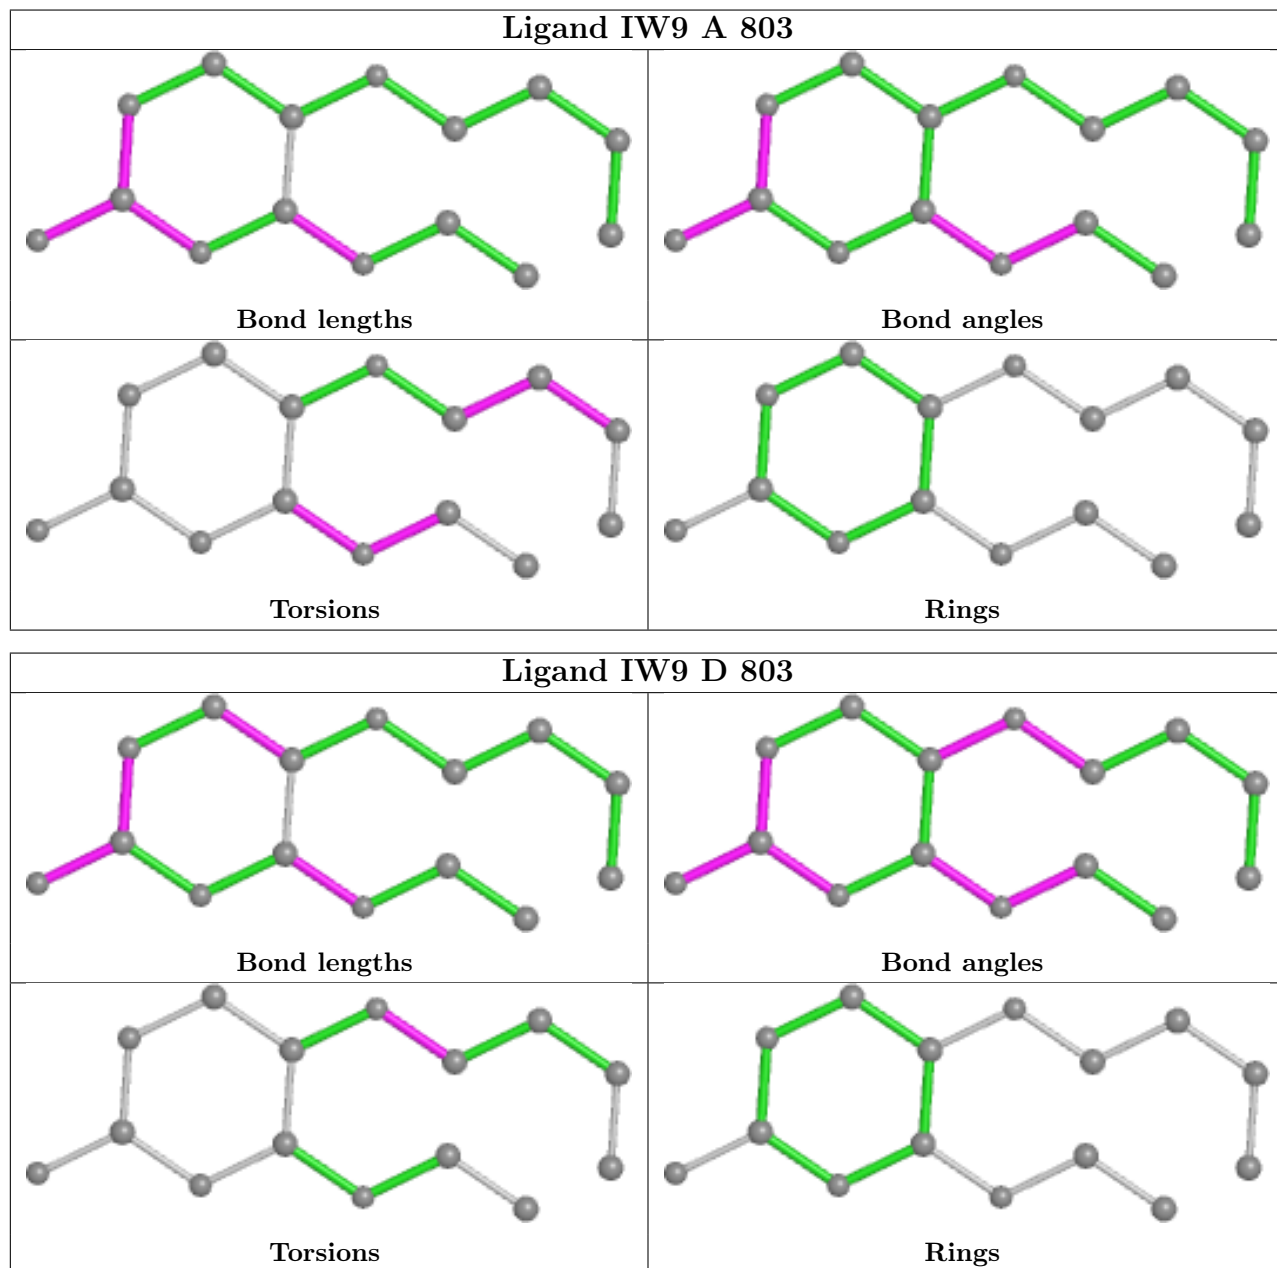 Ligand IW9 A 803
Bond lengths
Bond angles
Torsions
Rings
Ligand IW9 D 803
Bond lengths
Bond angles
Torsions
Rings